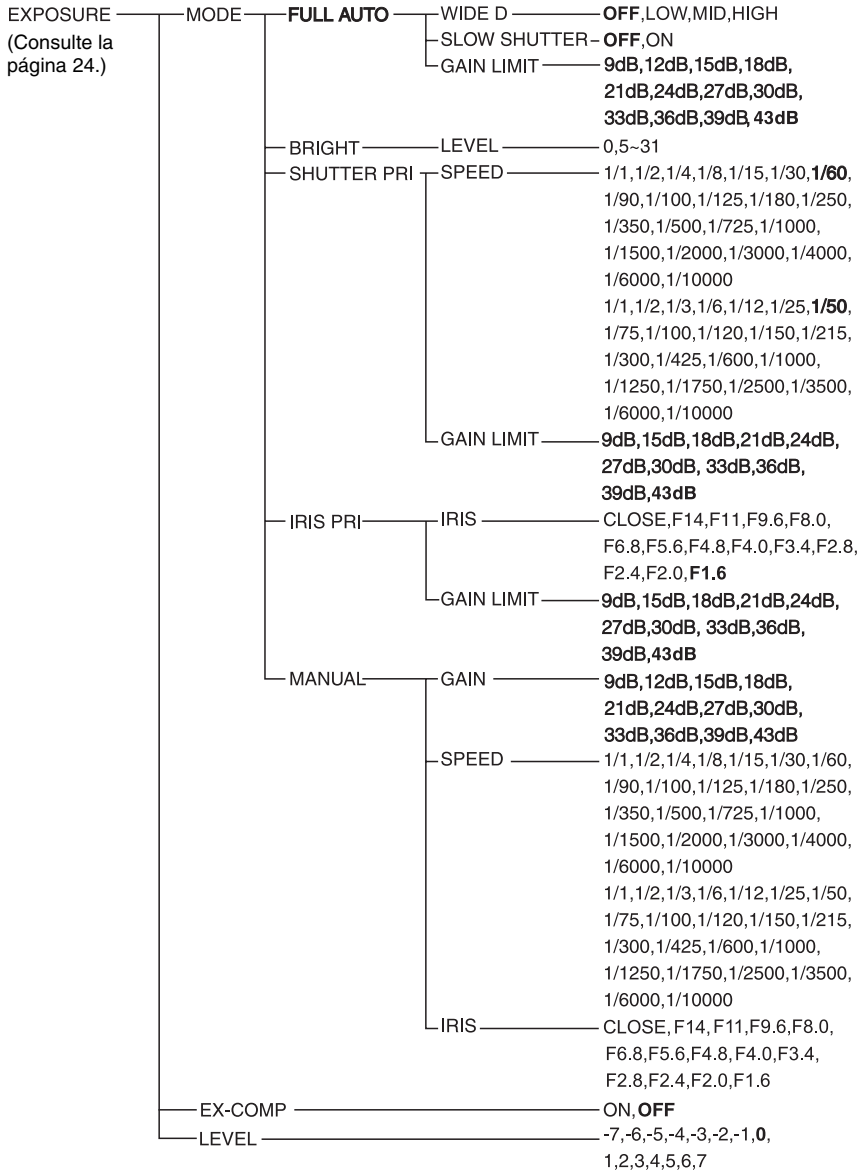 EXPOSURE MODE FULL AUTO WIDE D OFF,LOW,MID,HIGH
(Consulte la SLOW SHUTTER OFF,ON
página 24.) GAIN LIMIT 9dB,12dB,15dB,18dB,
21dB,24dB,27dB,30dB,
33dB,36dB,39dB,43dB
BRIGHT LEVEL 0,5~31
SHUTTER PRI SPEED 1/1,1/2,1/4,1/8,1/15,1/30,1/60,
1/90,1/100,1/125,1/180,1/250,
1/350,1/500,1/725,1/1000,
1/1500,1/2000,1/3000,1/4000,
1/6000,1/10000
1/1,1/2,1/3,1/6,1/12,1/25,1/50,
1/75,1/100,1/120,1/150,1/215,
1/300,1/425,1/600,1/1000,
1/1250,1/1750,1/2500,1/3500,
1/6000,1/10000
GAIN LIMIT 9dB,15dB,18dB,21dB,24dB,
27dB,30dB, 33dB,36dB,
39dB,43dB
IRIS PRI IRIS CLOSE,F14,F11,F9.6,F8.0,
F6.8,F5.6,F4.8,F4.0,F3.4,F2.8,
F2.4,F2.0,F1.6
GAIN LIMIT 9dB,15dB,18dB,21dB,24dB,
27dB,30dB, 33dB,36dB,
39dB,43dB
MANUAL GAIN 9dB,12dB,15dB,18dB,
21dB,24dB,27dB,30dB,
33dB,36dB,39dB,43dB
SPEED 1/1,1/2,1/4,1/8,1/15,1/30,1/60,
1/90,1/100,1/125,1/180,1/250,
1/350,1/500,1/725,1/1000,
1/1500,1/2000,1/3000,1/4000,
1/6000,1/10000
1/1,1/2,1/3,1/6,1/12,1/25,1/50,
1/75,1/100,1/120,1/150,1/215,
1/300,1/425,1/600,1/1000,
1/1250,1/1750,1/2500,1/3500,
1/6000,1/10000
IRIS CLOSE,F14,F11,F9.6,F8.0,
F6.8,F5.6,F4.8,F4.0,F3.4,
F2.8,F2.4,F2.0,F1.6
EX-COMP ON,OFF
LEVEL -7,-6,-5,-4,-3,-2,-1,0,
1,2,3,4,5,6,7